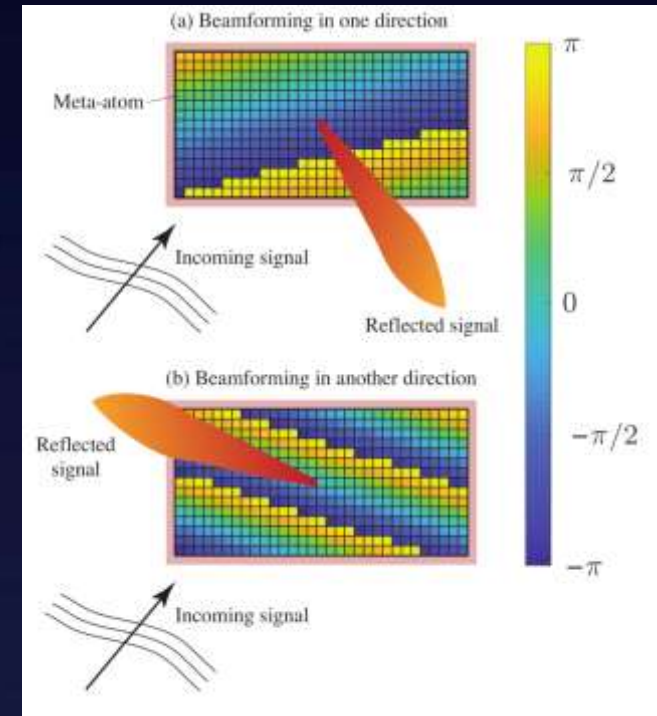 (a) Beamforming in one direction
Meta-atom
Incoming signal
Reflected signal
(b) Beamforming in another direction
Reflected
signal
Incoming signal
π
π/2
0
−π/2
−π